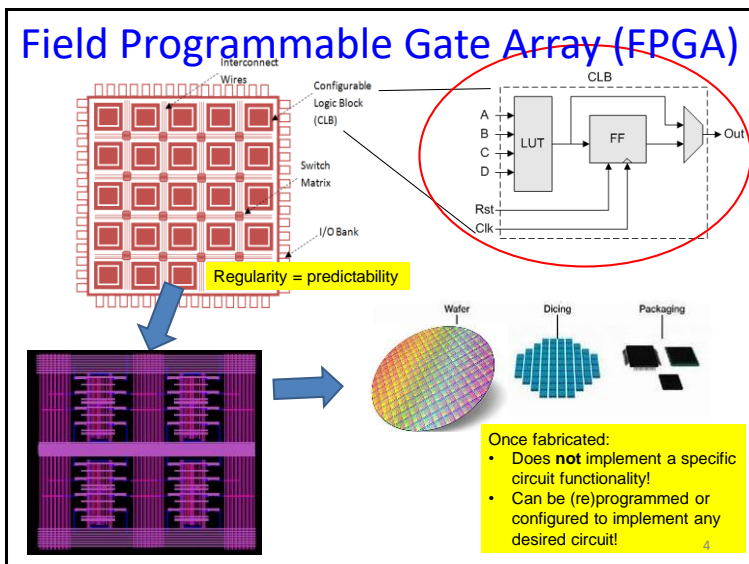 Field Programmable Gate Array (FPGA)
Interconnect
Wires
Configurable
Logic Block
(CLB)
Switch
Matrix
I/O Bank
CLB
A
B
C
D
LUT
FF
Out
Rst
Clk
Regularity = predictability
Wafer
Dicing
Packaging
Once fabricated:
• Does not implement a specific
circuit functionality!
• Can be (re)programmed or
configured to implement any
desired circuit!
4